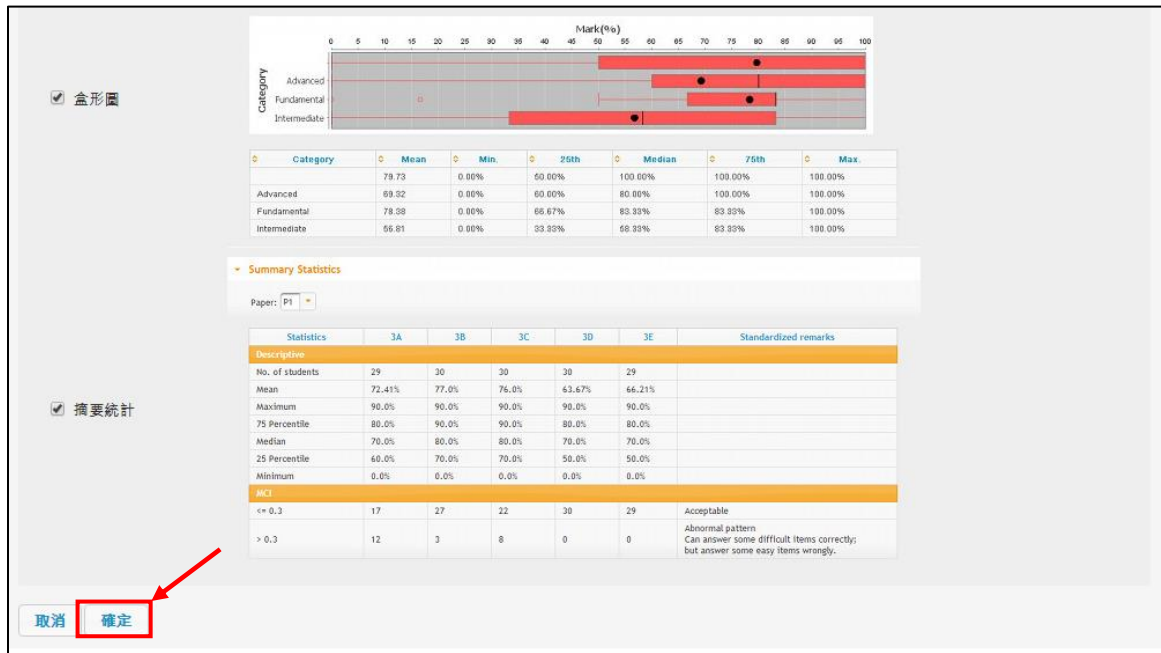 Mark(%)
0 5 10 15 20 25 30 35 40 45 50 55 60 65 70 75 80 85 90 95 100
Category
Advanced
Fundamental
Intermediate
盒形圖
Category Mean Min. 25th Median 75th Max.
79.73 0.00% 50.00% 100.00% 100.00% 100.00%
Advanced 69.32 0.00% 60.00% 80.00% 100.00% 100.00%
Fundamental 78.38 0.00% 66.67% 83.33% 83.33% 100.00%
Intermediate 56.81 0.00% 33.33% 58.33% 83.33% 100.00%
Summary Statistics
Paper: P1
Statistics 3A 3B 3C 3D 3E Standardized remarks
Descriptive
No. of students 29 30 30 30 29
Mean 72.41% 77.0% 76.0% 63.67% 66.21%
Maximum 90.0% 90.0% 90.0% 90.0% 90.0%
摘要統計
75 Percentile 80.0% 90.0% 90.0% 80.0% 80.0%
Median 70.0% 80.0% 80.0% 70.0% 70.0%
25 Percentile 60.0% 70.0% 70.0% 50.0% 50.0%
Minimum 0.0% 0.0% 0.0% 0.0% 0.0%
MCI
<= 0.3 17 27 22 30 29 Acceptable
> 0.3 12 3 8 0 0 Abnormal pattern
Can answer some difficult items correctly;
but answer some easy items wrongly.
取消 確定